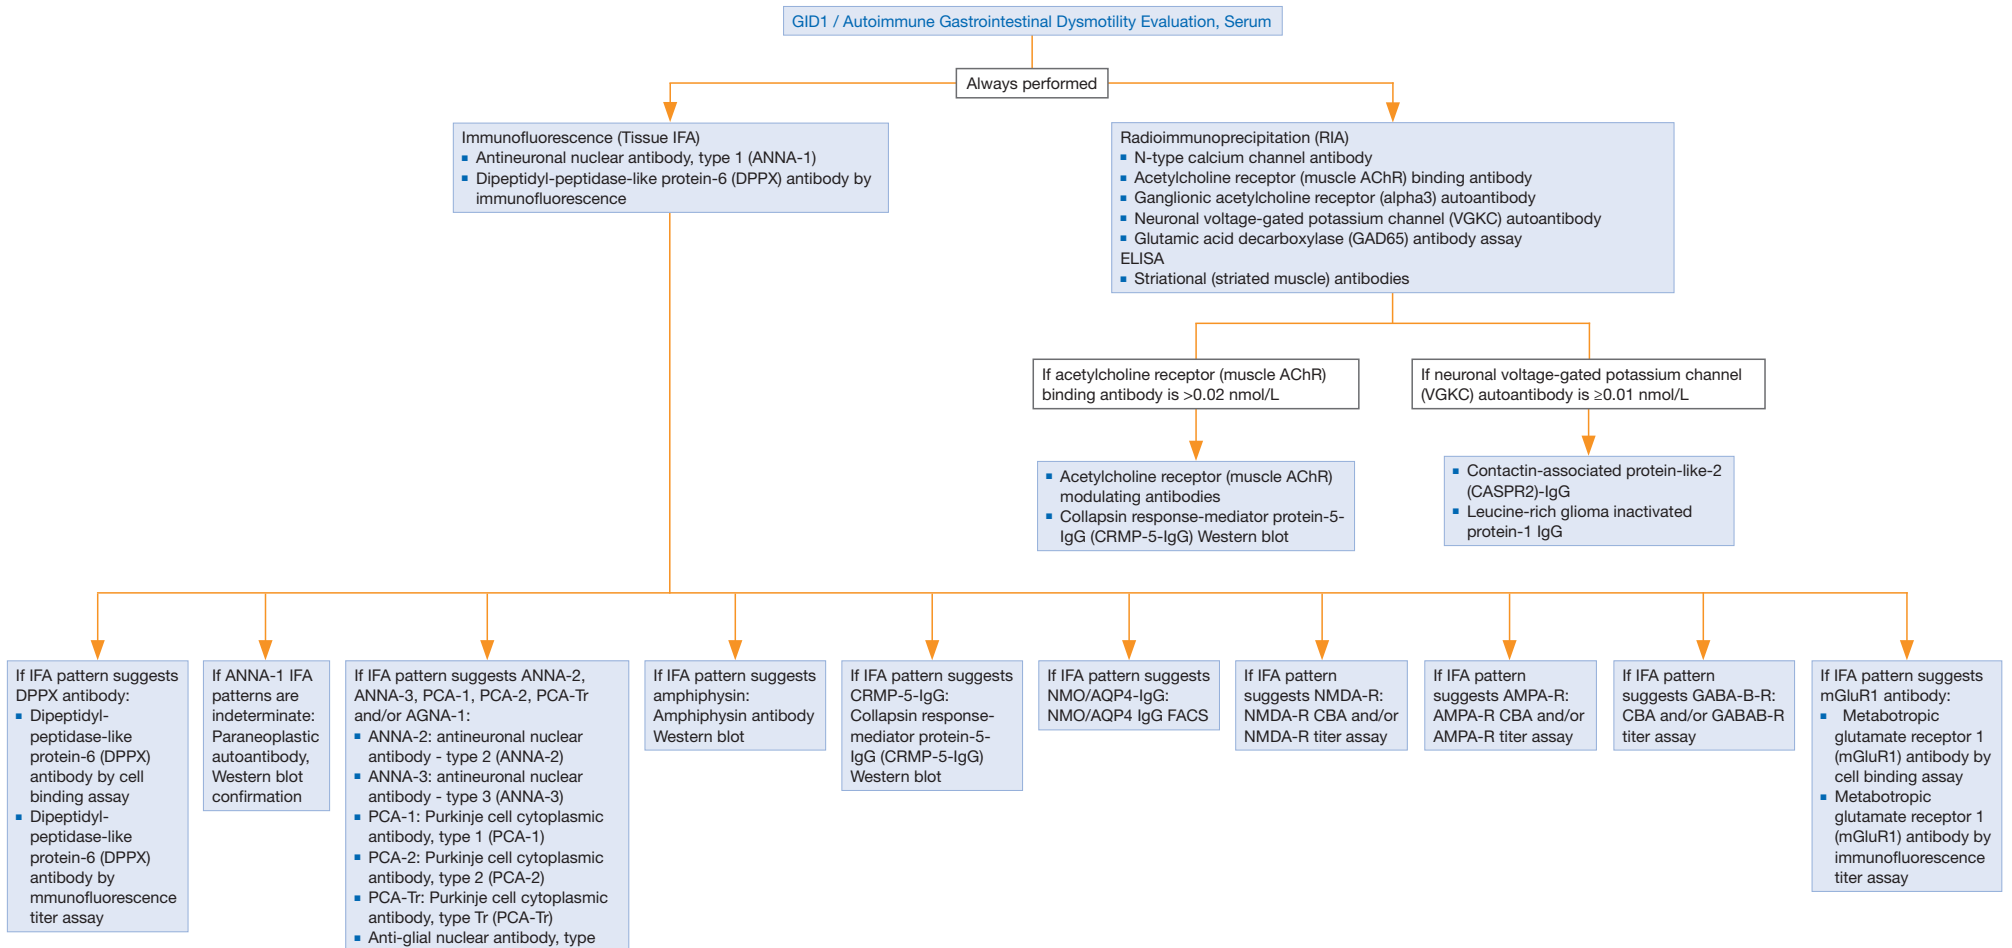 GID1 / Autoimmune Gastrointestinal Dysmotility Evaluation, Serum
Always performed
Immunofluorescence (Tissue IFA)
▪ Antineuronal nuclear antibody, type 1 (ANNA-1)
▪ Dipeptidyl-peptidase-like protein-6 (DPPX) antibody by
immunofluorescence
Radioimmunoprecipitation (RIA)
▪ N-type calcium channel antibody
▪ Acetylcholine receptor (muscle AChR) binding antibody
▪ Ganglionic acetylcholine receptor (alpha3) autoantibody
▪ Neuronal voltage-gated potassium channel (VGKC) autoantibody
▪ Glutamic acid decarboxylase (GAD65) antibody assay
ELISA
▪ Striational (striated muscle) antibodies
If acetylcholine receptor (muscle AChR)
binding antibody is >0.02 nmol/L
If neuronal voltage-gated potassium channel
(VGKC) autoantibody is ≥0.01 nmol/L
▪ Acetylcholine receptor (muscle AChR)
modulating antibodies
▪ Collapsin response-mediator protein-5-
IgG (CRMP-5-IgG) Western blot
▪ Contactin-associated protein-like-2
(CASPR2)-IgG
▪ Leucine-rich glioma inactivated
protein-1 IgG
If IFA pattern suggests
DPPX antibody:
▪ Dipeptidyl-
peptidase-like
protein-6 (DPPX)
antibody by cell
binding assay
▪ Dipeptidyl-
peptidase-like
protein-6 (DPPX)
antibody by
mmunofluorescence
titer assay
If ANNA-1 IFA
patterns are
indeterminate:
Paraneoplastic
autoantibody,
Western blot
confirmation
If IFA pattern suggests ANNA-2,
ANNA-3, PCA-1, PCA-2, PCA-Tr
and/or AGNA-1:
▪ ANNA-2: antineuronal nuclear
antibody - type 2 (ANNA-2)
▪ ANNA-3: antineuronal nuclear
antibody - type 3 (ANNA-3)
▪ PCA-1: Purkinje cell cytoplasmic
antibody, type 1 (PCA-1)
▪ PCA-2: Purkinje cell cytoplasmic
antibody, type 2 (PCA-2)
▪ PCA-Tr: Purkinje cell cytoplasmic
antibody, type Tr (PCA-Tr)
▪ Anti-glial nuclear antibody, type
If IFA pattern suggests
amphiphysin:
Amphiphysin antibody
Western blot
If IFA pattern suggests
CRMP-5-IgG:
Collapsin response-
mediator protein-5-
IgG (CRMP-5-IgG)
Western blot
If IFA pattern suggests
NMO/AQP4-IgG:
NMO/AQP4 IgG FACS
If IFA pattern
suggests NMDA-R:
NMDA-R CBA and/or
NMDA-R titer assay
If IFA pattern
suggests AMPA-R:
AMPA-R CBA and/or
AMPA-R titer assay
If IFA pattern
suggests GABA-B-R:
CBA and/or GABAB-R
titer assay
If IFA pattern suggests
mGluR1 antibody:
▪ Metabotropic
glutamate receptor 1
(mGluR1) antibody by
cell binding assay
▪ Metabotropic
glutamate receptor 1
(mGluR1) antibody by
immunofluorescence
titer assay